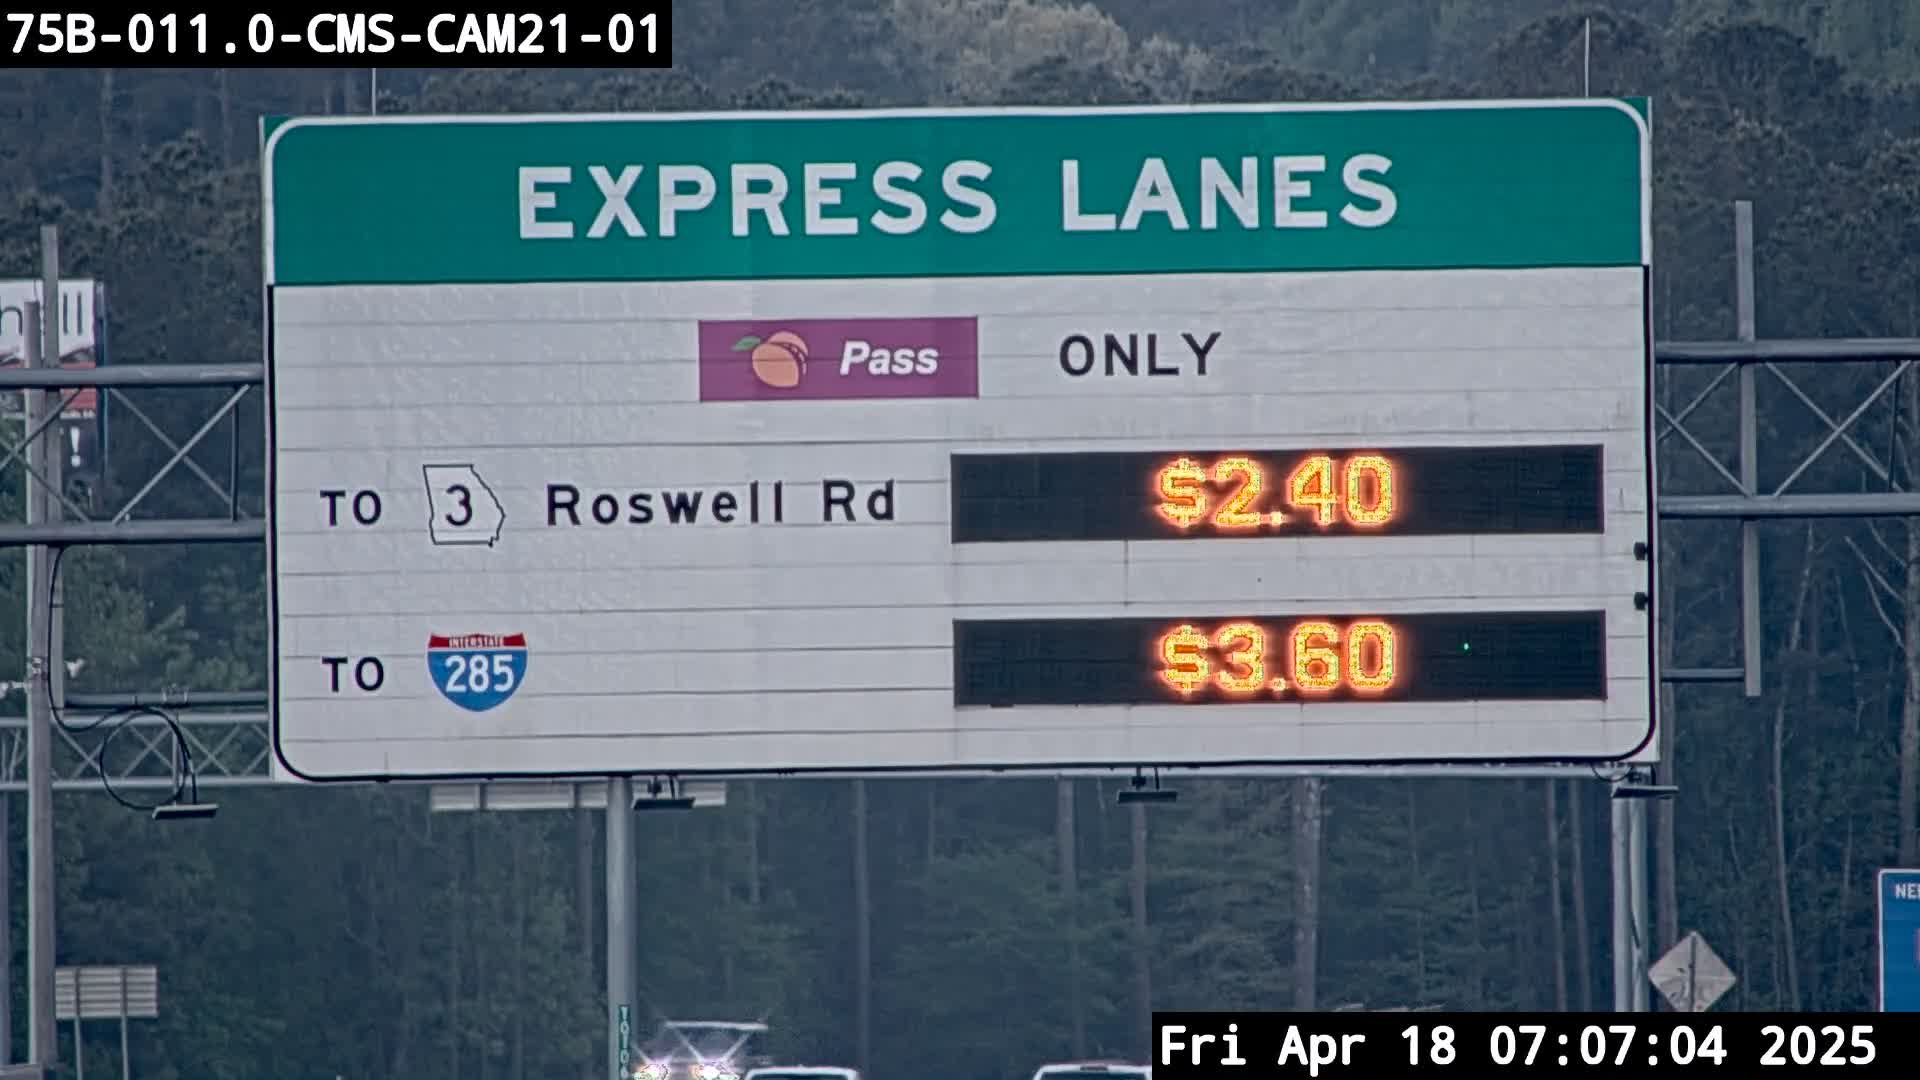 75B-011.0-CMS-CAM21-01
EXPRESS LANES
Pass ONLY
TO 3 Roswell Rd $2.40
TO INTERSTATE 285 $3.60
Fri Apr 18 07:07:04 2025